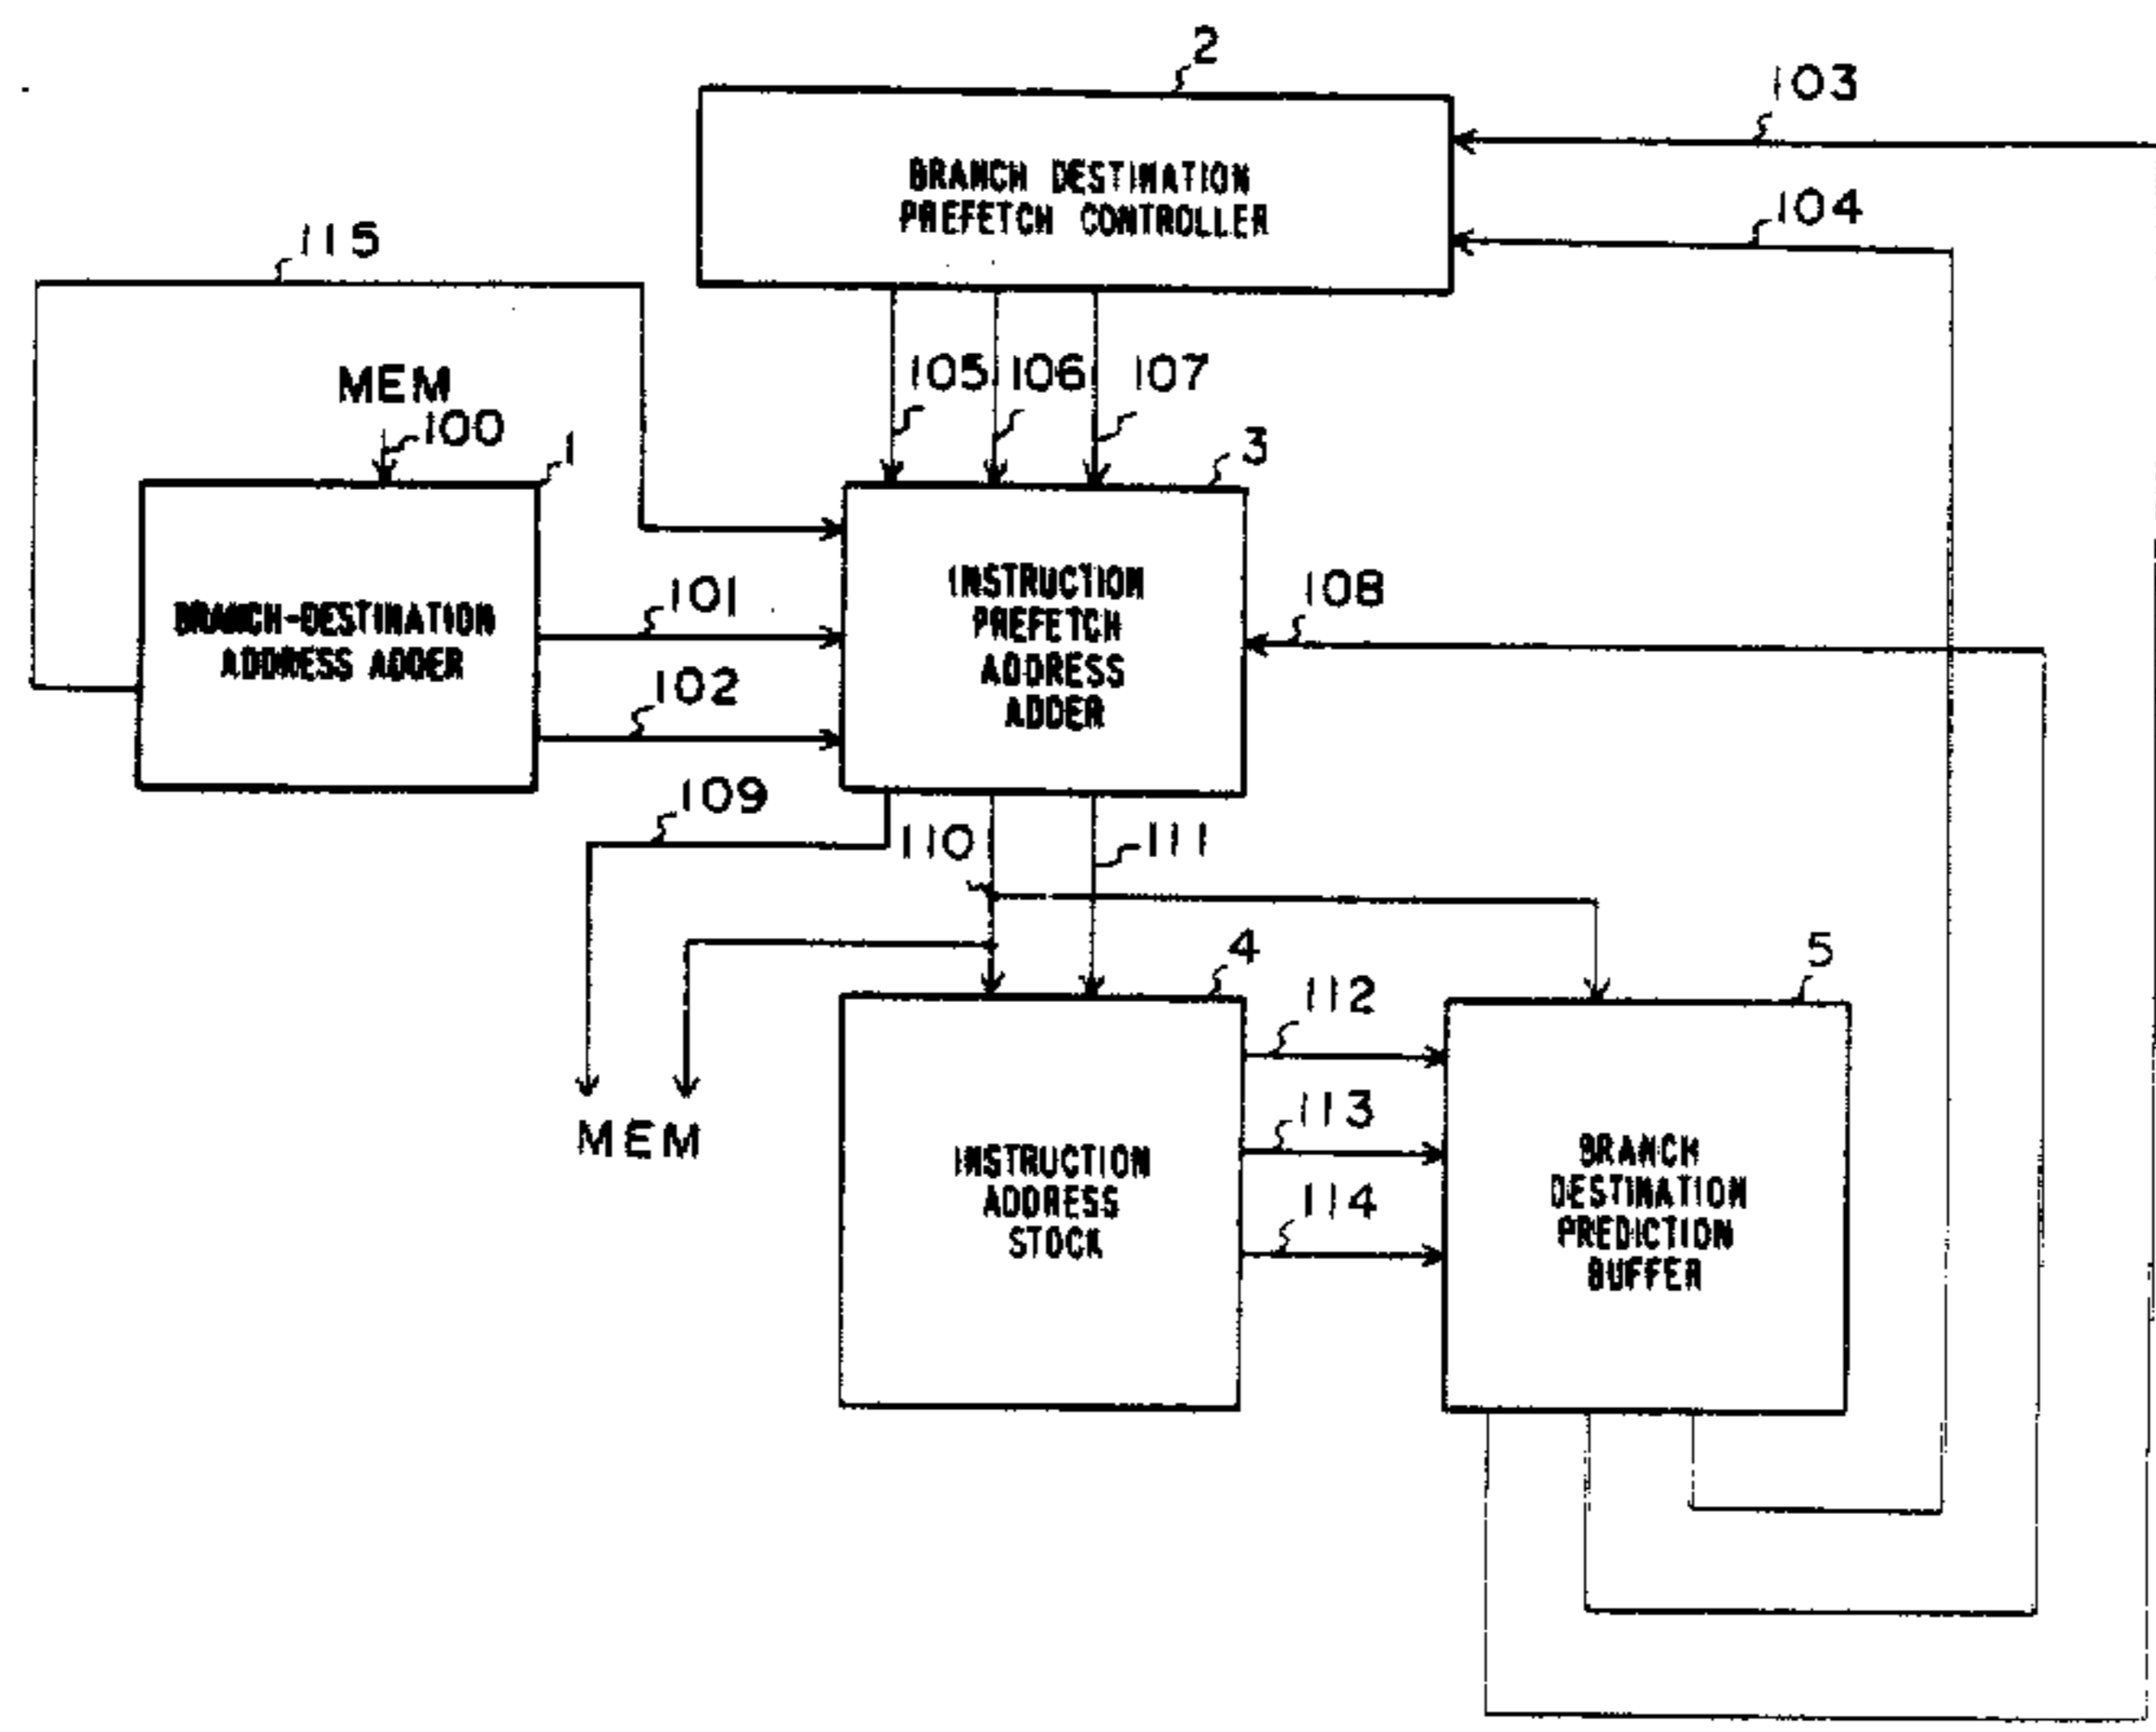 2
103
BRANCH DESTINATION
PREFETCH CONTROLLER
104
115
MEM
100
105
106
107
1
3
INSTRUCTION
PREFETCH
ADDRESS
ADDER
108
101
BRANCH-DESTINATION
ADDRESS ADDER
102
109
110
111
4
5
112
MEM
113
INSTRUCTION
ADDRESS
STOCK
114
BRANCH
DESTINATION
PREDICTION
BUFFER